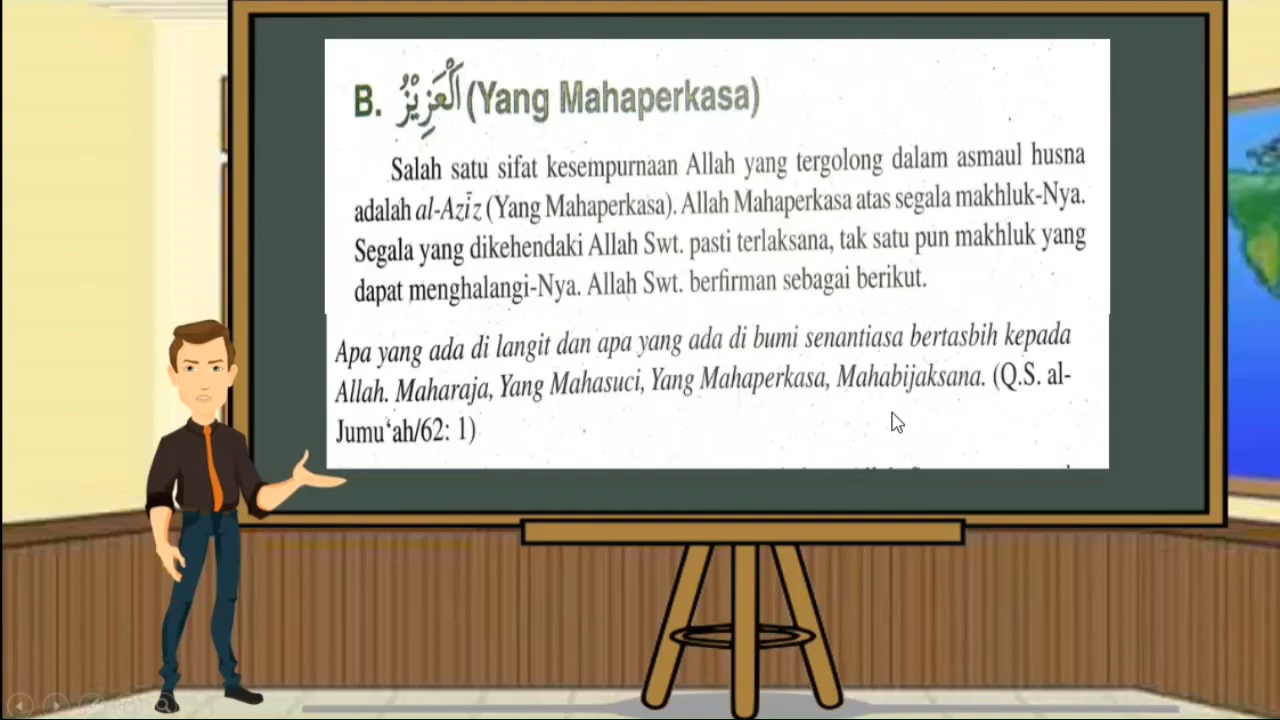 B. اَلْعَزِيْزُ (Yang Mahaperkasa)
Salah satu sifat kesempurnaan Allah yang tergolong dalam asmaul husna
adalah al-Azīz (Yang Mahaperkasa). Allah Mahaperkasa atas segala makhluk-Nya.
Segala yang dikehendaki Allah Swt. pasti terlaksana, tak satu pun makhluk yang
dapat menghalangi-Nya. Allah Swt. berfirman sebagai berikut.
Apa yang ada di langit dan apa yang ada di bumi senantiasa bertasbih kepada
Allah. Maharaja, Yang Mahasuci, Yang Mahaperkasa, Mahabijaksana. (Q.S. al-
Jumu‘ah/62: 1)